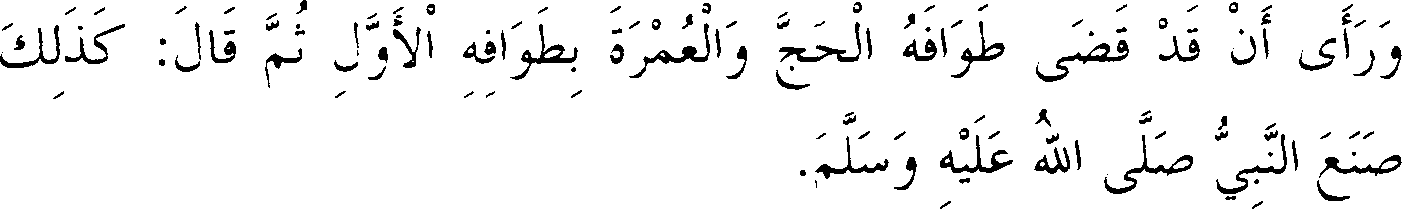 وَرَأَى أَنْ قَدْ قَضَى طَوَافَهُ الْحَجَّ وَالْعُمْرَةَ بِطَوَافِهِ الْأَوَّلِ ثُمَّ قَالَ: كَذَلِكَ
صَنَعَ النَّبِيُّ صَلَّى اللهُ عَلَيْهِ وَسَلَّمَ.